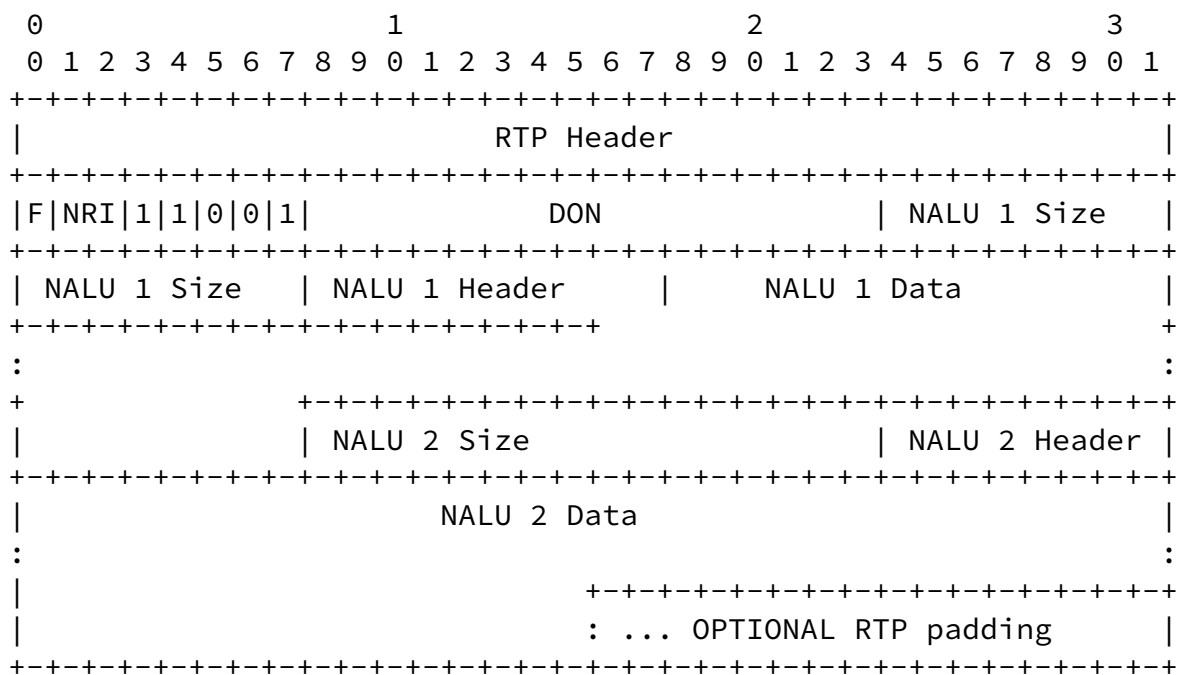 0                   1                   2                   3
 0 1 2 3 4 5 6 7 8 9 0 1 2 3 4 5 6 7 8 9 0 1 2 3 4 5 6 7 8 9 0 1
+-+-+-+-+-+-+-+-+-+-+-+-+-+-+-+-+-+-+-+-+-+-+-+-+-+-+-+-+-+-+-+-+
|                          RTP Header                           |
+-+-+-+-+-+-+-+-+-+-+-+-+-+-+-+-+-+-+-+-+-+-+-+-+-+-+-+-+-+-+-+-+
|F|NRI|1|1|0|0|1|             DON               | NALU 1 Size   |
+-+-+-+-+-+-+-+-+-+-+-+-+-+-+-+-+-+-+-+-+-+-+-+-+-+-+-+-+-+-+-+-+
| NALU 1 Size   | NALU 1 Header     |     NALU 1 Data           |
+-+-+-+-+-+-+-+-+-+-+-+-+-+-+-+-+                               +
:                                                               :
+               +-+-+-+-+-+-+-+-+-+-+-+-+-+-+-+-+-+-+-+-+-+-+-+-+
|               | NALU 2 Size                   | NALU 2 Header |
+-+-+-+-+-+-+-+-+-+-+-+-+-+-+-+-+-+-+-+-+-+-+-+-+-+-+-+-+-+-+-+-+
|                       NALU 2 Data                             |
:                                                               :
|                               +-+-+-+-+-+-+-+-+-+-+-+-+-+-+-+-+
|                               : ... OPTIONAL RTP padding      |
+-+-+-+-+-+-+-+-+-+-+-+-+-+-+-+-+-+-+-+-+-+-+-+-+-+-+-+-+-+-+-+-+